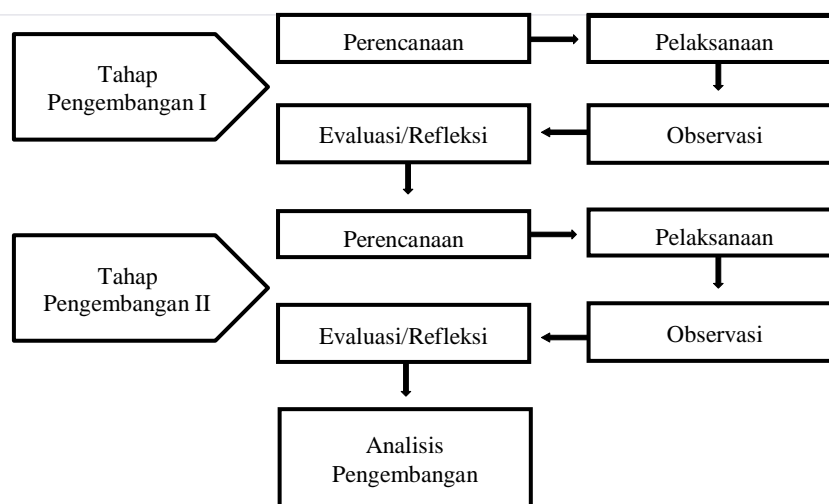 Tahap
Pengembangan I
Perencanaan
Pelaksanaan
Evaluasi/Refleksi
Observasi
Tahap
Pengembangan II
Perencanaan
Pelaksanaan
Evaluasi/Refleksi
Observasi
Analisis
Pengembangan